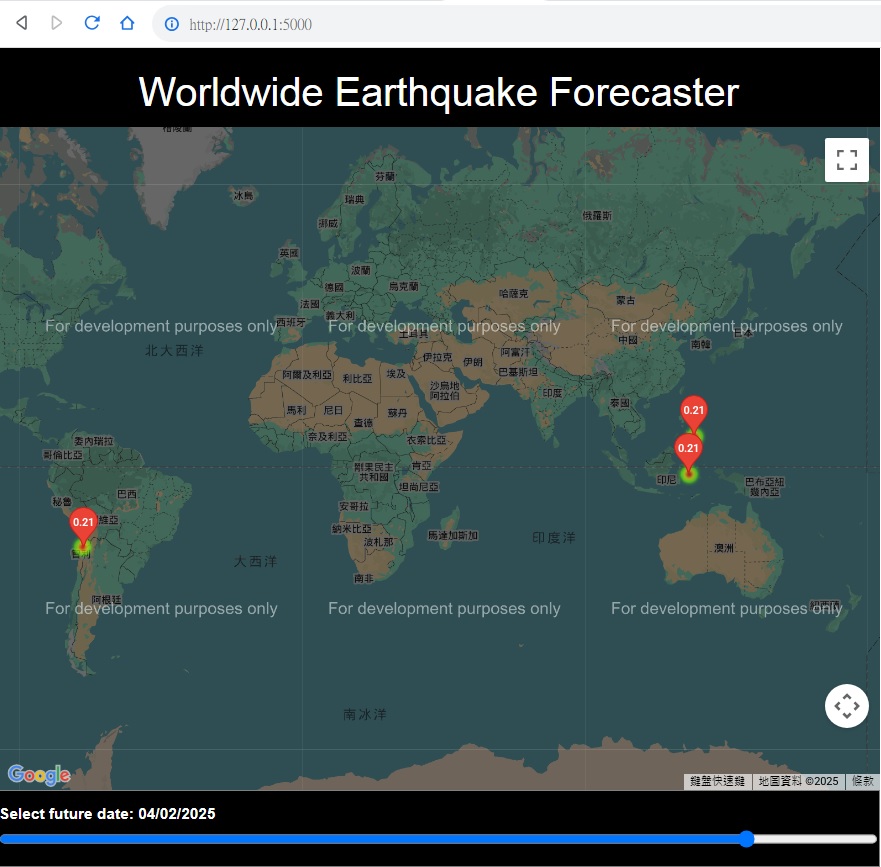 http://127.0.0.1:5000
Worldwide Earthquake Forecaster
格陵蘭
冰島
芬蘭
瑞典
挪威
俄羅斯
英國
波蘭
德國
烏克蘭
法國
哈薩克
蒙古
義大利
西班牙
For development purposes only
For development purposes only
For development purposes only
土耳其
中國
南韓
日本
北大西洋
伊拉克
伊朗
阿富汗
巴基斯坦
阿爾及利亞
利比亞
埃及
沙烏地
阿拉伯
印度
泰國
馬利
尼日
查德
蘇丹
0.21
奈及利亞
衣索比亞
委內瑞拉
哥倫比亞
0.21
剛果民主
共和國
肯亞
坦尚尼亞
印尼
巴布亞紐
幾內亞
秘魯
巴西
安哥拉
0.21
維亞
納米比亞
波札那
馬達加斯加
印度洋
澳洲
智利
大西洋
南非
阿根廷
紐西蘭
For development purposes only
For development purposes only
For development purposes only
南冰洋
Google
鍵盤快速鍵
地圖資料 ©2025
條款
Select future date: 04/02/2025